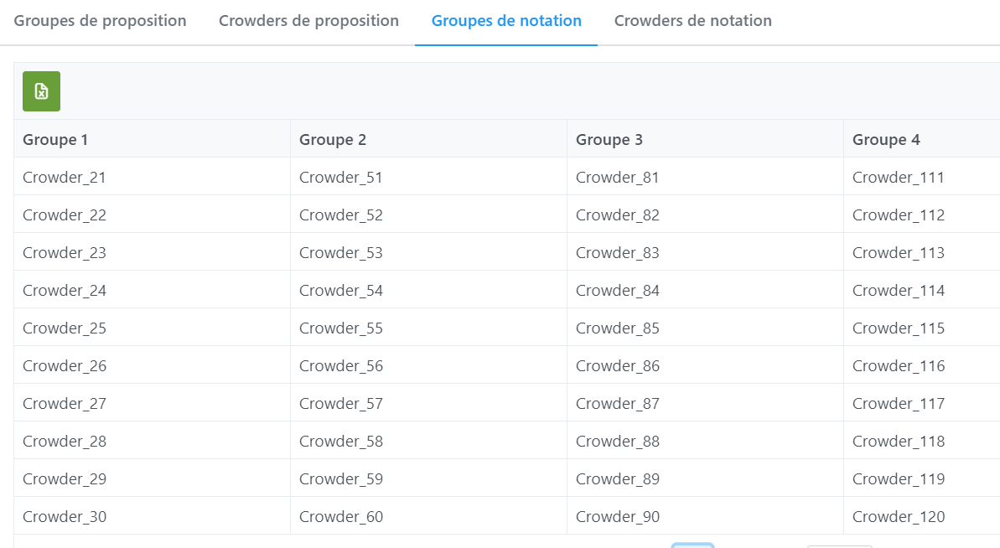 Groupes de proposition Crowders de proposition Groupes de notation Crowders de notation
Groupe 1 Groupe 2 Groupe 3 Groupe 4
Crowder_21 Crowder_51 Crowder_81 Crowder_111
Crowder_22 Crowder_52 Crowder_82 Crowder_112
Crowder_23 Crowder_53 Crowder_83 Crowder_113
Crowder_24 Crowder_54 Crowder_84 Crowder_114
Crowder_25 Crowder_55 Crowder_85 Crowder_115
Crowder_26 Crowder_56 Crowder_86 Crowder_116
Crowder_27 Crowder_57 Crowder_87 Crowder_117
Crowder_28 Crowder_58 Crowder_88 Crowder_118
Crowder_29 Crowder_59 Crowder_89 Crowder_119
Crowder_30 Crowder_60 Crowder_90 Crowder_120